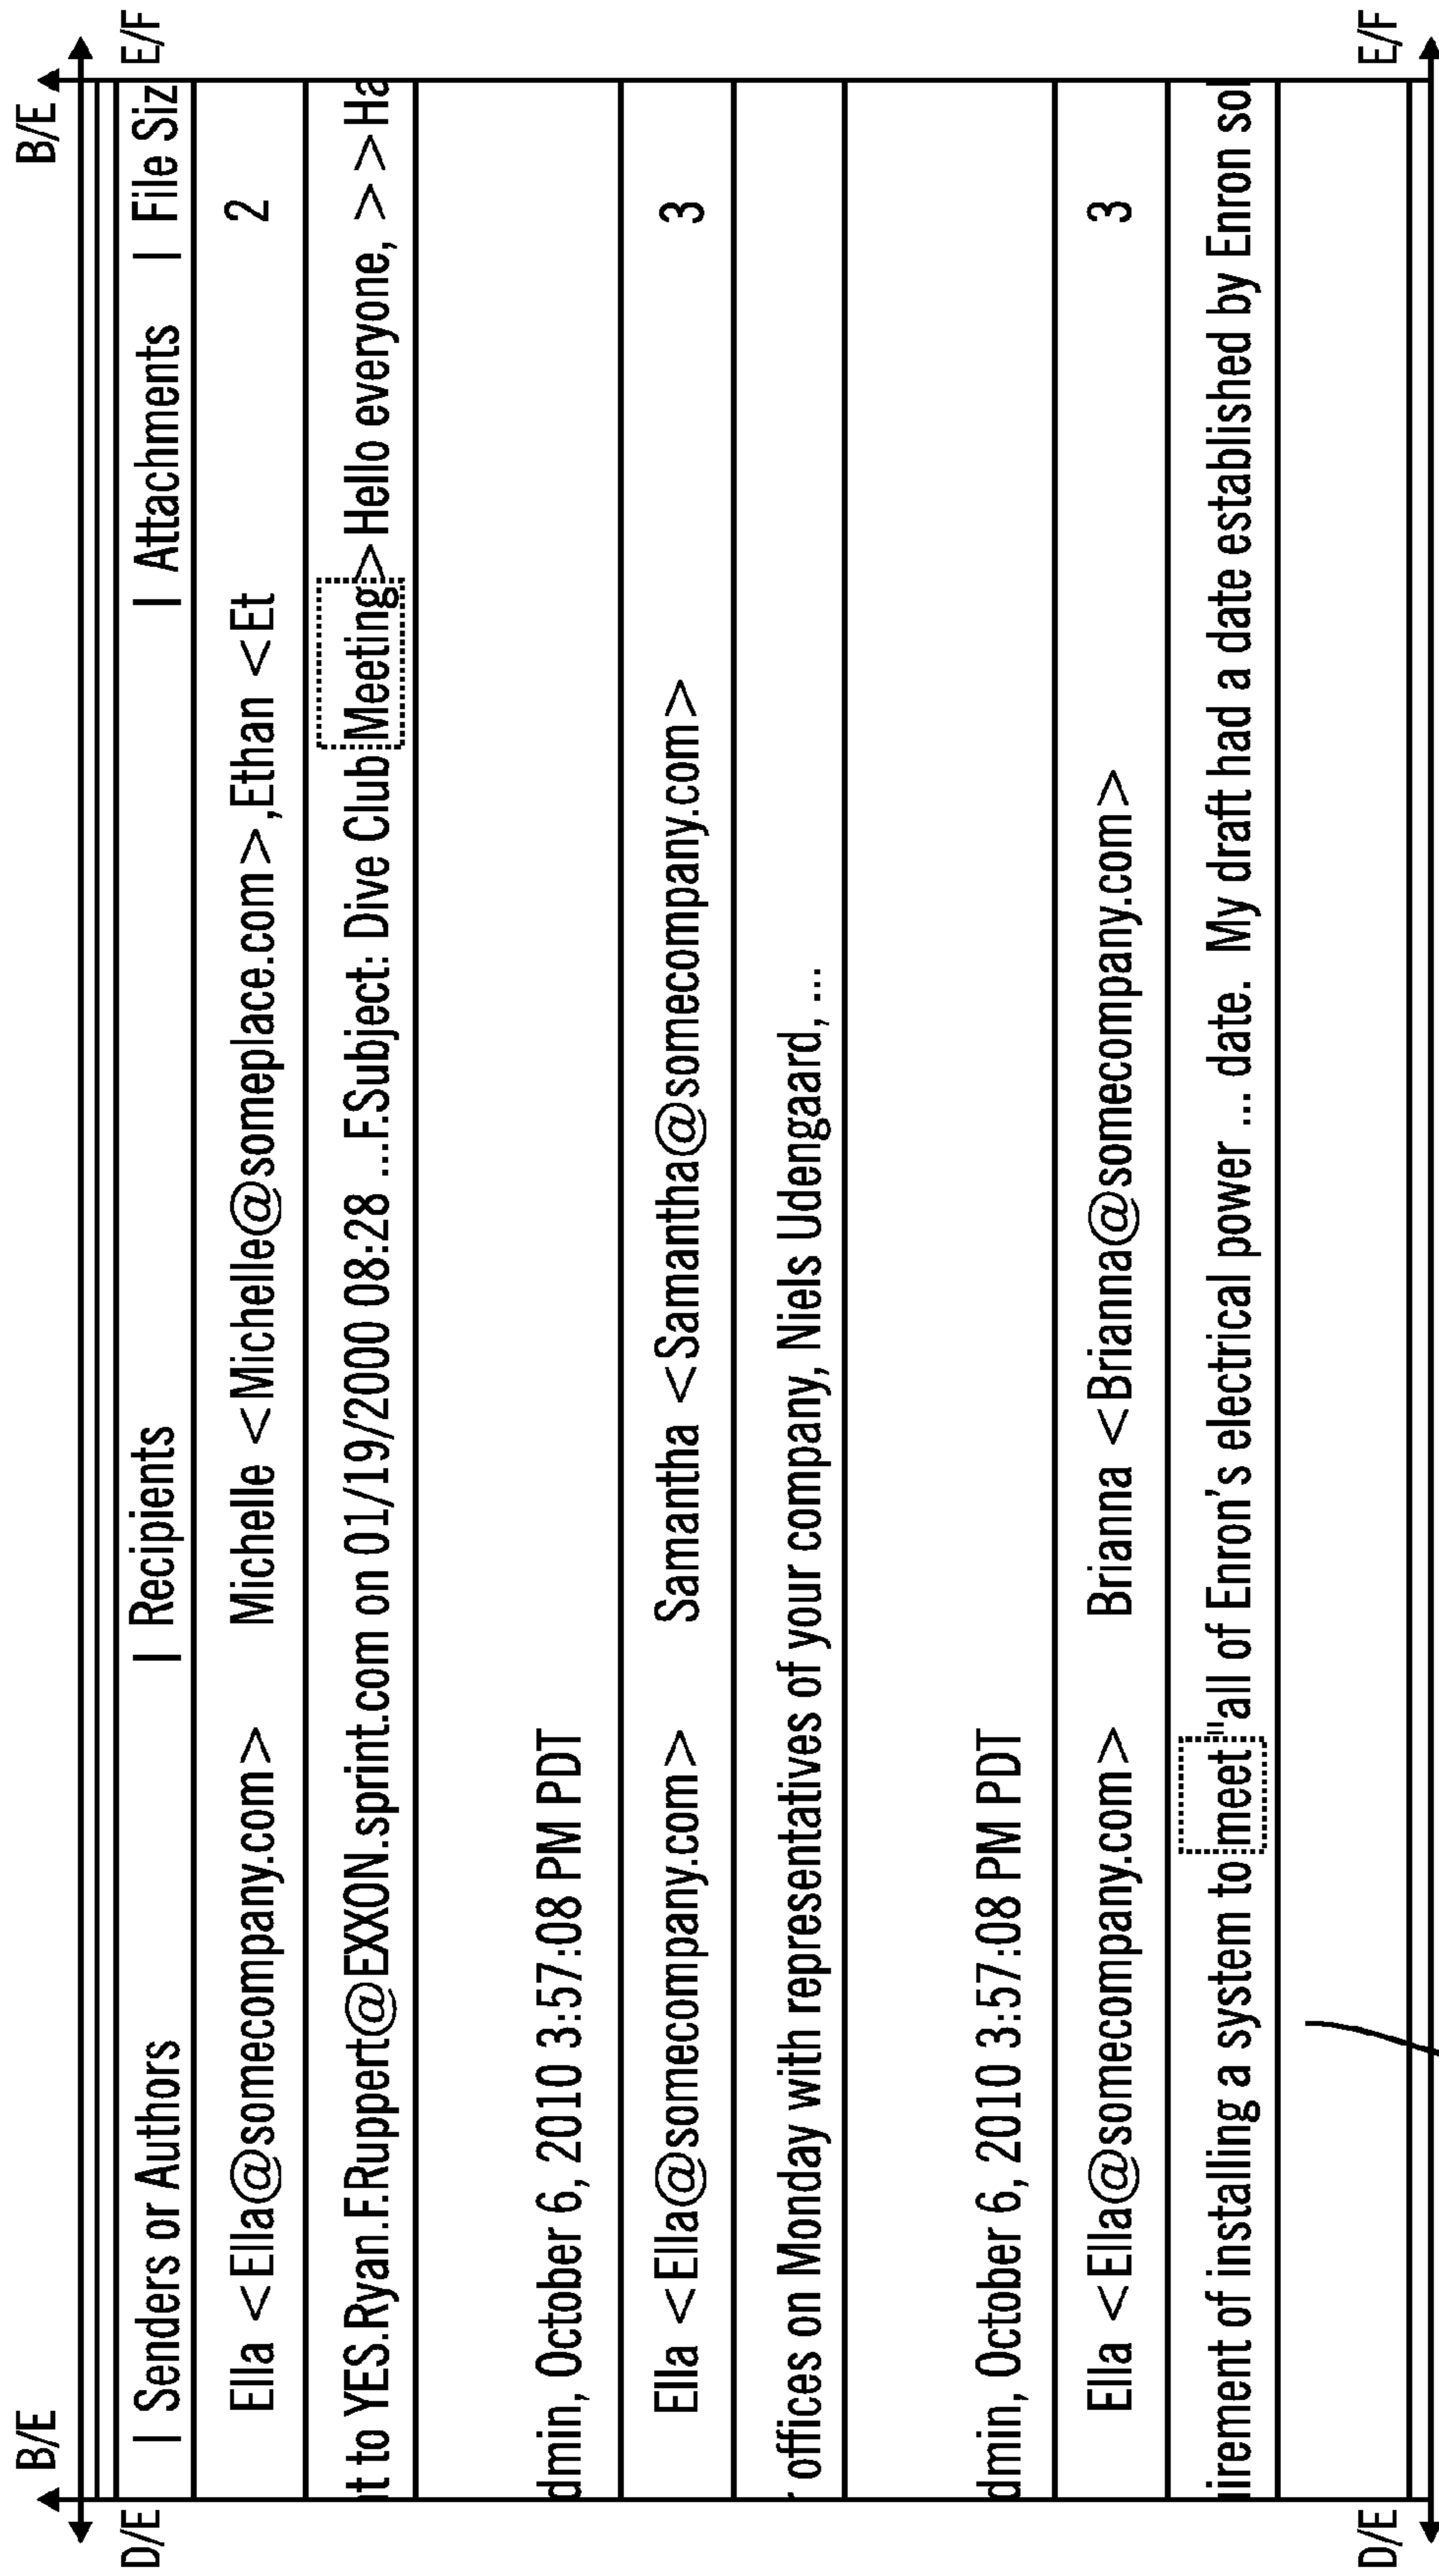 B/E B/E
D/E E/F
| Senders or Authors | Recipients | Attachments | File Siz
Ella <Ella@somecompany.com> Michelle <Michelle@someplace.com>,Ethan <Et 2
nt to YES.Ryan.F.Ruppert@EXXON.sprint.com on 01/19/2000 08:28 ...F.Subject: Dive Club Meeting>Hello everyone, > >Ha
dmin, October 6, 2010 3:57:08 PM PDT
Ella <Ella@somecompany.com> Samantha <Samantha@somecompany.com> 3
r offices on Monday with representatives of your company, Niels Udengaard, ...
dmin, October 6, 2010 3:57:08 PM PDT
Ella <Ella@somecompany.com> Brianna <Brianna@somecompany.com> 3
irement of installing a system to meet "all of Enron's electrical power ... date. My draft had a date established by Enron so
D/E E/F